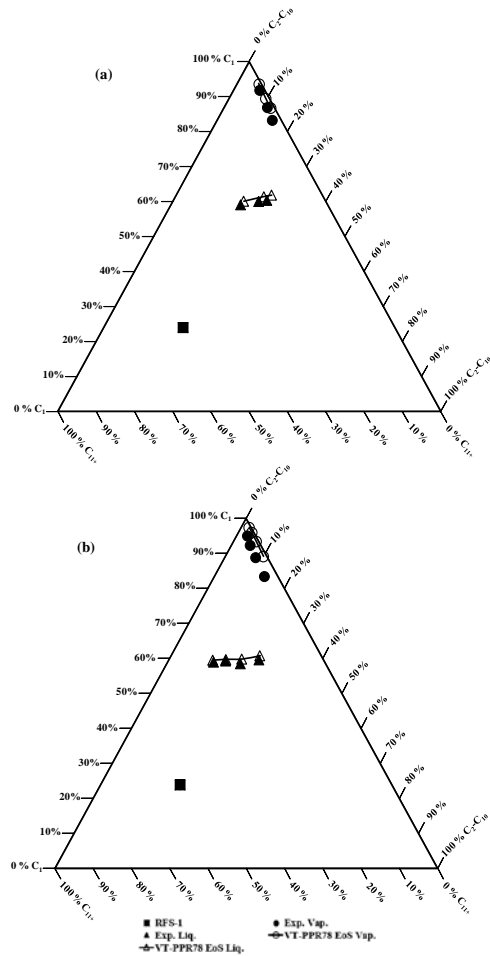 0 % C2-C10
100 % C1
(a)
10 %
90%
20 %
80%
30 %
70%
40 %
60%
50 %
50%
60 %
40%
70 %
30%
80 %
20%
90 %
10%
100 % C2-C10
0 % C1
100 % C11+
90 %
80 %
70 %
60 %
50 %
40 %
30 %
20 %
10 %
0 % C11+
0 % C2-C10
100 % C1
(b)
10 %
90%
20 %
80%
30 %
70%
40 %
60%
50 %
50%
60 %
40%
70 %
30%
80 %
20%
90 %
10%
100 % C2-C10
0 % C1
100 % C11+
90 %
80 %
70 %
60 %
50 %
40 %
30 %
20 %
10 %
0 % C11+
RFS-1
Exp. Vap.
Exp. Liq.
VT-PPR78 EoS Vap.
VT-PPR78 EoS Liq.